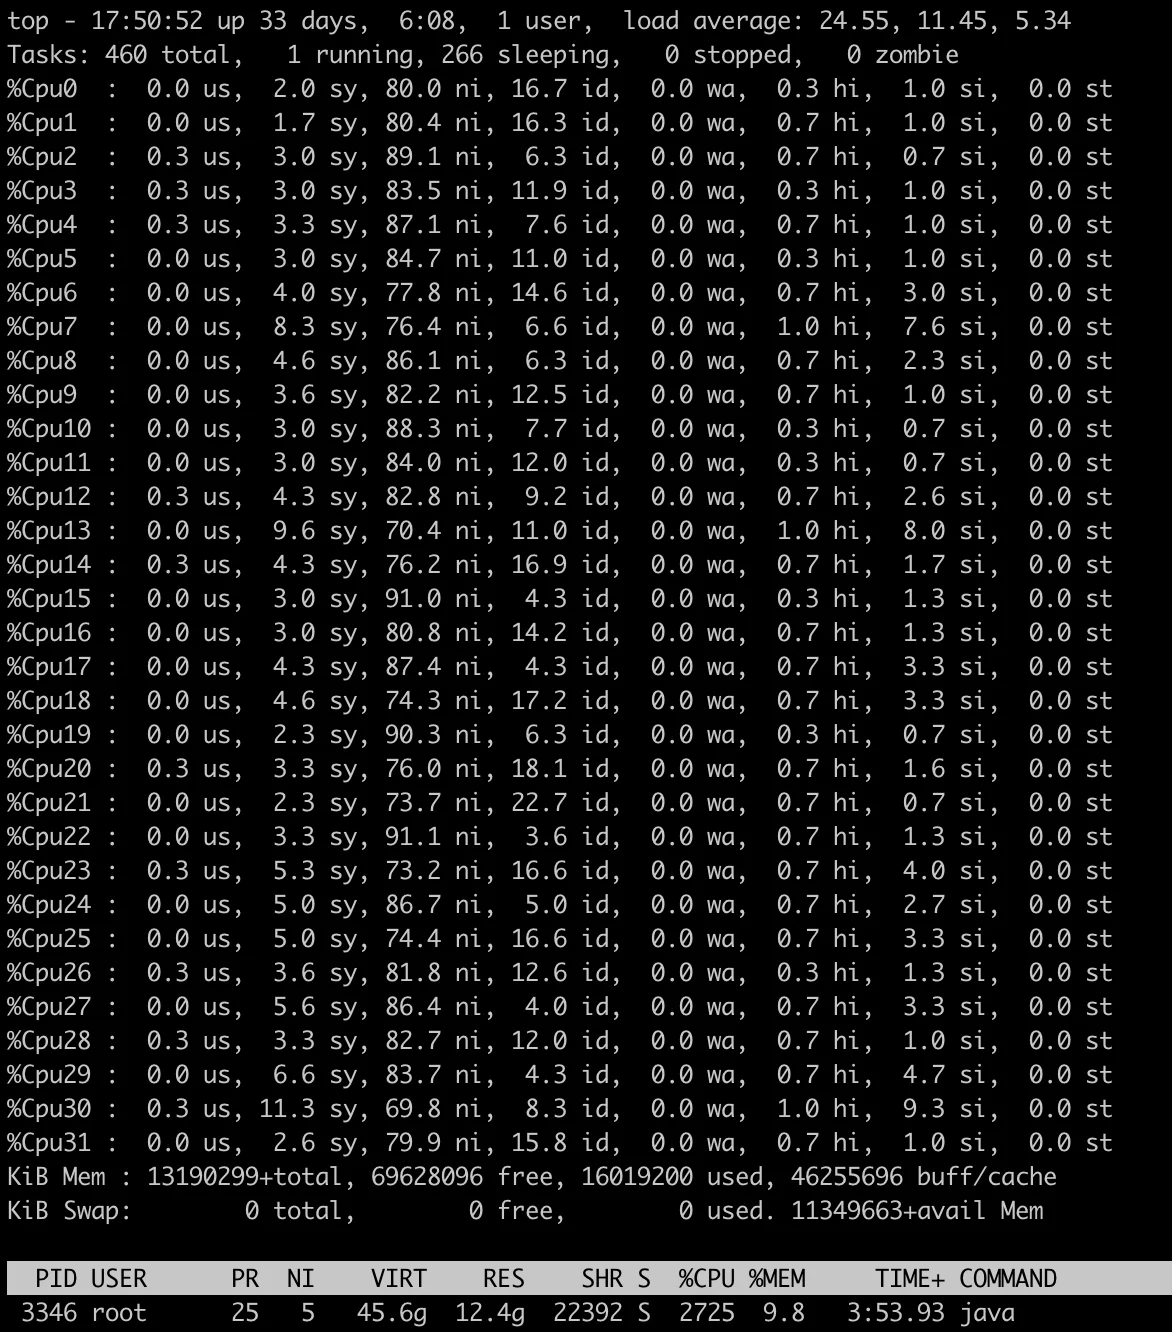 top - 17:50:52 up 33 days,  6:08,  1 user,  load average: 24.55, 11.45, 5.34
Tasks: 460 total,   1 running, 266 sleeping,   0 stopped,   0 zombie
%Cpu0  :  0.0 us,  2.0 sy, 80.0 ni, 16.7 id,  0.0 wa,  0.3 hi,  1.0 si,  0.0 st
%Cpu1  :  0.0 us,  1.7 sy, 80.4 ni, 16.3 id,  0.0 wa,  0.7 hi,  1.0 si,  0.0 st
%Cpu2  :  0.3 us,  3.0 sy, 89.1 ni,  6.3 id,  0.0 wa,  0.7 hi,  0.7 si,  0.0 st
%Cpu3  :  0.3 us,  3.0 sy, 83.5 ni, 11.9 id,  0.0 wa,  0.3 hi,  1.0 si,  0.0 st
%Cpu4  :  0.3 us,  3.3 sy, 87.1 ni,  7.6 id,  0.0 wa,  0.7 hi,  1.0 si,  0.0 st
%Cpu5  :  0.0 us,  3.0 sy, 84.7 ni, 11.0 id,  0.0 wa,  0.3 hi,  1.0 si,  0.0 st
%Cpu6  :  0.0 us,  4.0 sy, 77.8 ni, 14.6 id,  0.0 wa,  0.7 hi,  3.0 si,  0.0 st
%Cpu7  :  0.0 us,  8.3 sy, 76.4 ni,  6.6 id,  0.0 wa,  1.0 hi,  7.6 si,  0.0 st
%Cpu8  :  0.0 us,  4.6 sy, 86.1 ni,  6.3 id,  0.0 wa,  0.7 hi,  2.3 si,  0.0 st
%Cpu9  :  0.0 us,  3.6 sy, 82.2 ni, 12.5 id,  0.0 wa,  0.7 hi,  1.0 si,  0.0 st
%Cpu10 :  0.0 us,  3.0 sy, 88.3 ni,  7.7 id,  0.0 wa,  0.3 hi,  0.7 si,  0.0 st
%Cpu11 :  0.0 us,  3.0 sy, 84.0 ni, 12.0 id,  0.0 wa,  0.3 hi,  0.7 si,  0.0 st
%Cpu12 :  0.3 us,  4.3 sy, 82.8 ni,  9.2 id,  0.0 wa,  0.7 hi,  2.6 si,  0.0 st
%Cpu13 :  0.0 us,  9.6 sy, 70.4 ni, 11.0 id,  0.0 wa,  1.0 hi,  8.0 si,  0.0 st
%Cpu14 :  0.3 us,  4.3 sy, 76.2 ni, 16.9 id,  0.0 wa,  0.7 hi,  1.7 si,  0.0 st
%Cpu15 :  0.0 us,  3.0 sy, 91.0 ni,  4.3 id,  0.0 wa,  0.3 hi,  1.3 si,  0.0 st
%Cpu16 :  0.0 us,  3.0 sy, 80.8 ni, 14.2 id,  0.0 wa,  0.7 hi,  1.3 si,  0.0 st
%Cpu17 :  0.0 us,  4.3 sy, 87.4 ni,  4.3 id,  0.0 wa,  0.7 hi,  3.3 si,  0.0 st
%Cpu18 :  0.0 us,  4.6 sy, 74.3 ni, 17.2 id,  0.0 wa,  0.7 hi,  3.3 si,  0.0 st
%Cpu19 :  0.0 us,  2.3 sy, 90.3 ni,  6.3 id,  0.0 wa,  0.3 hi,  0.7 si,  0.0 st
%Cpu20 :  0.3 us,  3.3 sy, 76.0 ni, 18.1 id,  0.0 wa,  0.7 hi,  1.6 si,  0.0 st
%Cpu21 :  0.0 us,  2.3 sy, 73.7 ni, 22.7 id,  0.0 wa,  0.7 hi,  0.7 si,  0.0 st
%Cpu22 :  0.0 us,  3.3 sy, 91.1 ni,  3.6 id,  0.0 wa,  0.7 hi,  1.3 si,  0.0 st
%Cpu23 :  0.3 us,  5.3 sy, 73.2 ni, 16.6 id,  0.0 wa,  0.7 hi,  4.0 si,  0.0 st
%Cpu24 :  0.0 us,  5.0 sy, 86.7 ni,  5.0 id,  0.0 wa,  0.7 hi,  2.7 si,  0.0 st
%Cpu25 :  0.0 us,  5.0 sy, 74.4 ni, 16.6 id,  0.0 wa,  0.7 hi,  3.3 si,  0.0 st
%Cpu26 :  0.3 us,  3.6 sy, 81.8 ni, 12.6 id,  0.0 wa,  0.3 hi,  1.3 si,  0.0 st
%Cpu27 :  0.0 us,  5.6 sy, 86.4 ni,  4.0 id,  0.0 wa,  0.7 hi,  3.3 si,  0.0 st
%Cpu28 :  0.3 us,  3.3 sy, 82.7 ni, 12.0 id,  0.0 wa,  0.7 hi,  1.0 si,  0.0 st
%Cpu29 :  0.0 us,  6.6 sy, 83.7 ni,  4.3 id,  0.0 wa,  0.7 hi,  4.7 si,  0.0 st
%Cpu30 :  0.3 us, 11.3 sy, 69.8 ni,  8.3 id,  0.0 wa,  1.0 hi,  9.3 si,  0.0 st
%Cpu31 :  0.0 us,  2.6 sy, 79.9 ni, 15.8 id,  0.0 wa,  0.7 hi,  1.0 si,  0.0 st
KiB Mem : 13190299+total, 69628096 free, 16019200 used, 46255696 buff/cache
KiB Swap:        0 total,        0 free,        0 used. 11349663+avail Mem
  PID USER      PR  NI    VIRT    RES    SHR S  %CPU %MEM     TIME+ COMMAND
 3346 root      25   5   45.6g  12.4g  22392 S  2725  9.8   3:53.93 java